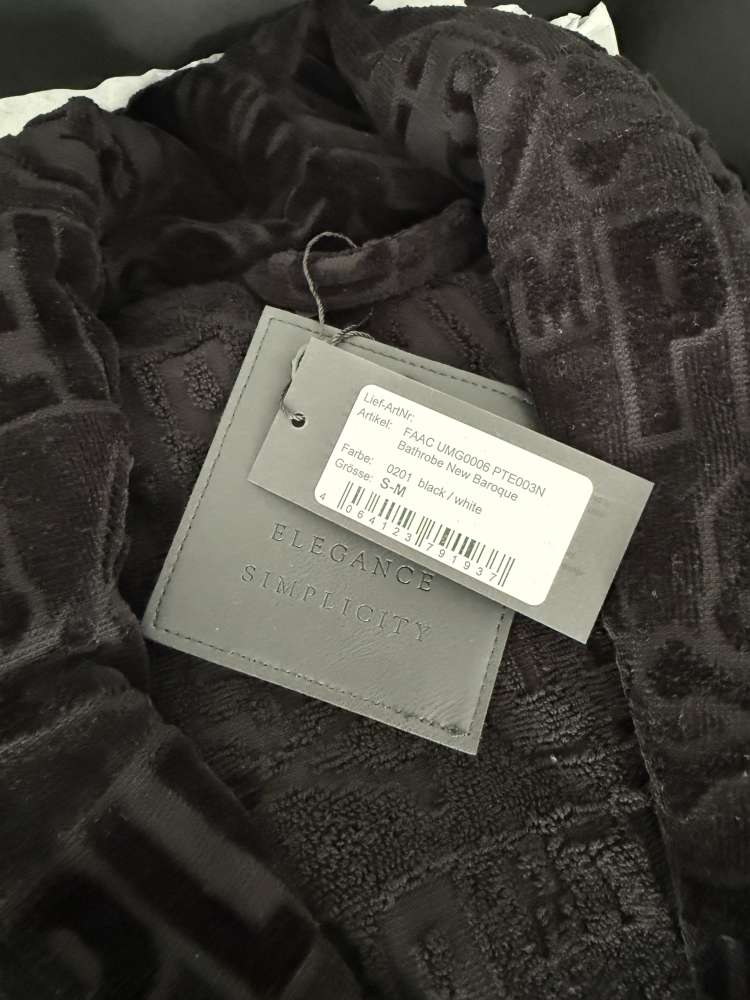 Lief-ArtNr:
Artikel: FAAC UMG0006 PTE003N
Bathrobe New Baroque
Farbe: 0201 black / white
Grösse: S-M
4 064123 791937
ELEGANCE
SIMPLICITY